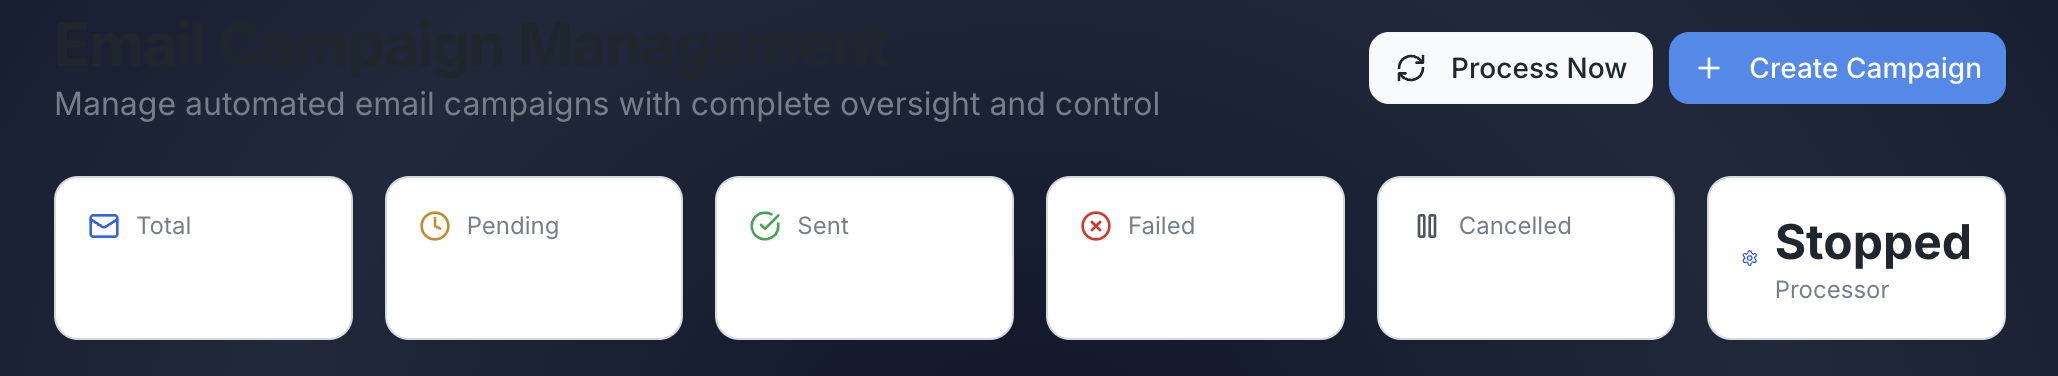 Email Campaign Management
Manage automated email campaigns with complete oversight and control
Process Now
Create Campaign
Total
Pending
Sent
Failed
Cancelled
Stopped
Processor